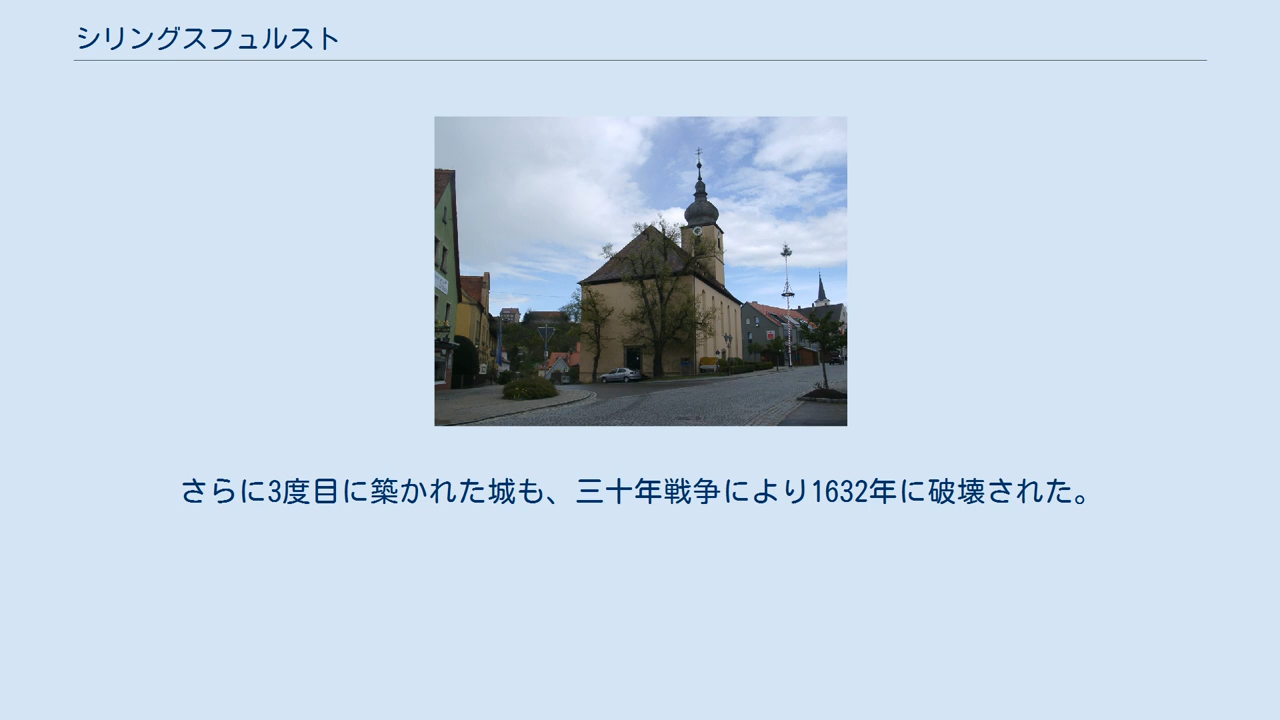 シリングスフュルスト
さらに3度目に築かれた城も、三十年戦争により1632年に破壊された。